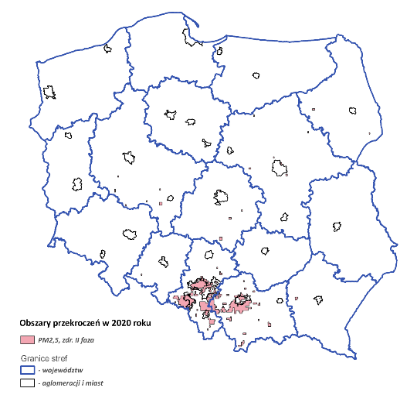 Obszary przekroczeń w 2020 roku
PM2,5, zdr. II faza
Granice stref
- województw
- aglomeracji i miast